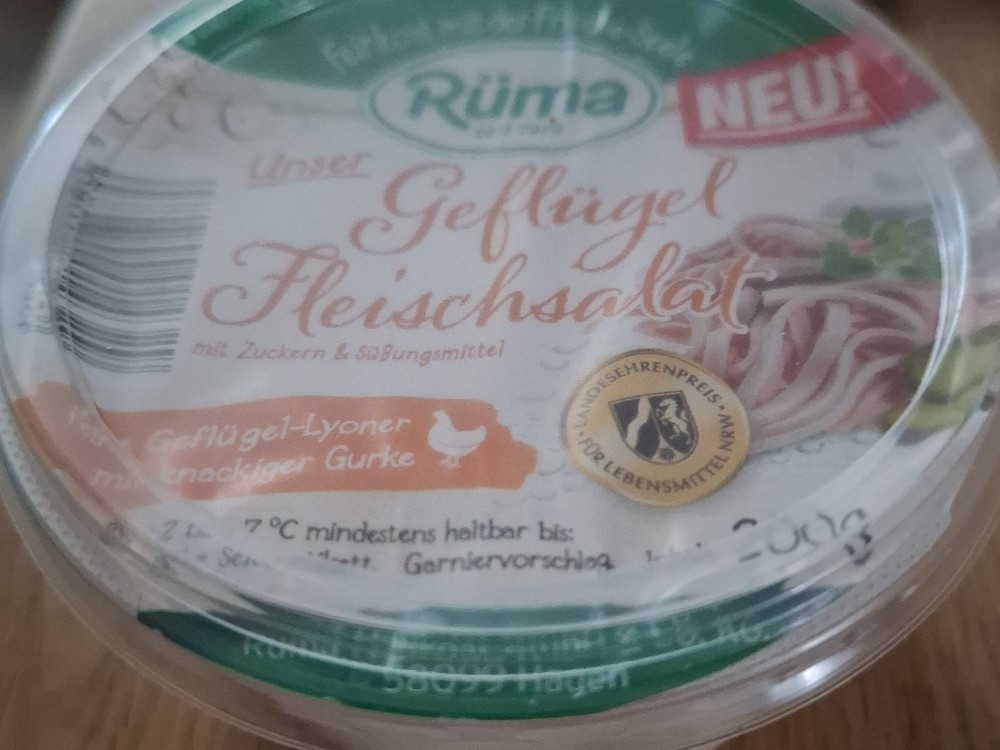 Rüma
NEU!
Unser
Geflügel
Fleischsalat
mit Zuckern & Süßungsmittel
Geflügel-Lyoner
knackiger Gurke
LANDESEHRENPREIS
FÜR LEBENSMITTEL NRW
7 °C mindestens haltbar bis:
Garniervorschlag
200g
58099 Hagen